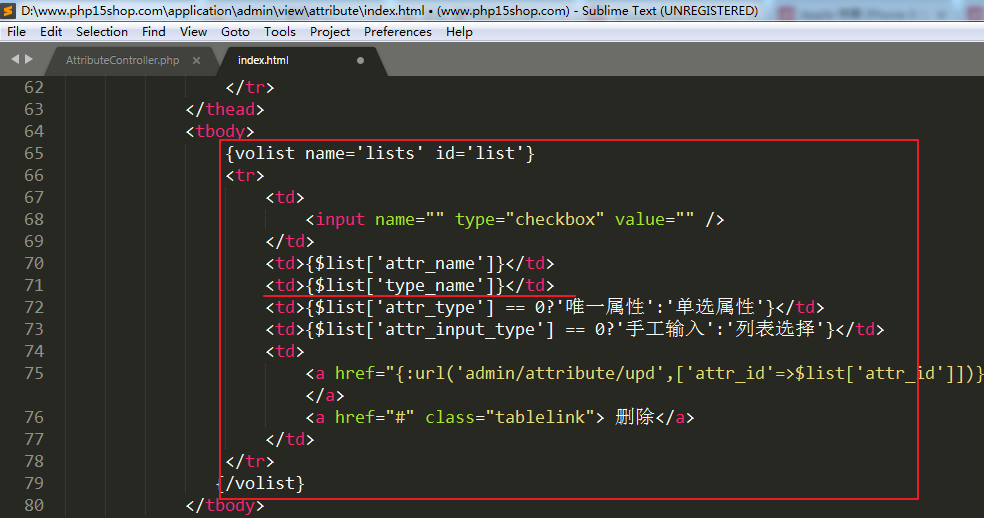 D:\www.php15shop.com\application\admin\view\attribute\index.html • (www.php15shop.com) - Sublime Text (UNREGISTERED)
File Edit Selection Find View Goto Tools Project Preferences Help
AttributeController.php × index.html
62 </tr>
63 </thead>
64 <tbody>
65 {volist name='lists' id='list'}
66 <tr>
67 <td>
68 <input name="" type="checkbox" value="" />
69 </td>
70 <td>{$list['attr_name']}</td>
71 <td>{$list['type_name']}</td>
72 <td>{$list['attr_type'] == 0?'唯一属性':'单选属性'}</td>
73 <td>{$list['attr_input_type'] == 0?'手工输入':'列表选择'}</td>
74 <td>
75 <a href="{:url('admin/attribute/upd',['attr_id'=>$list['attr_id']])}
</a>
76 <a href="#" class="tablelink"> 删除</a>
77 </td>
78 </tr>
79 {/volist}
80 </tbody>